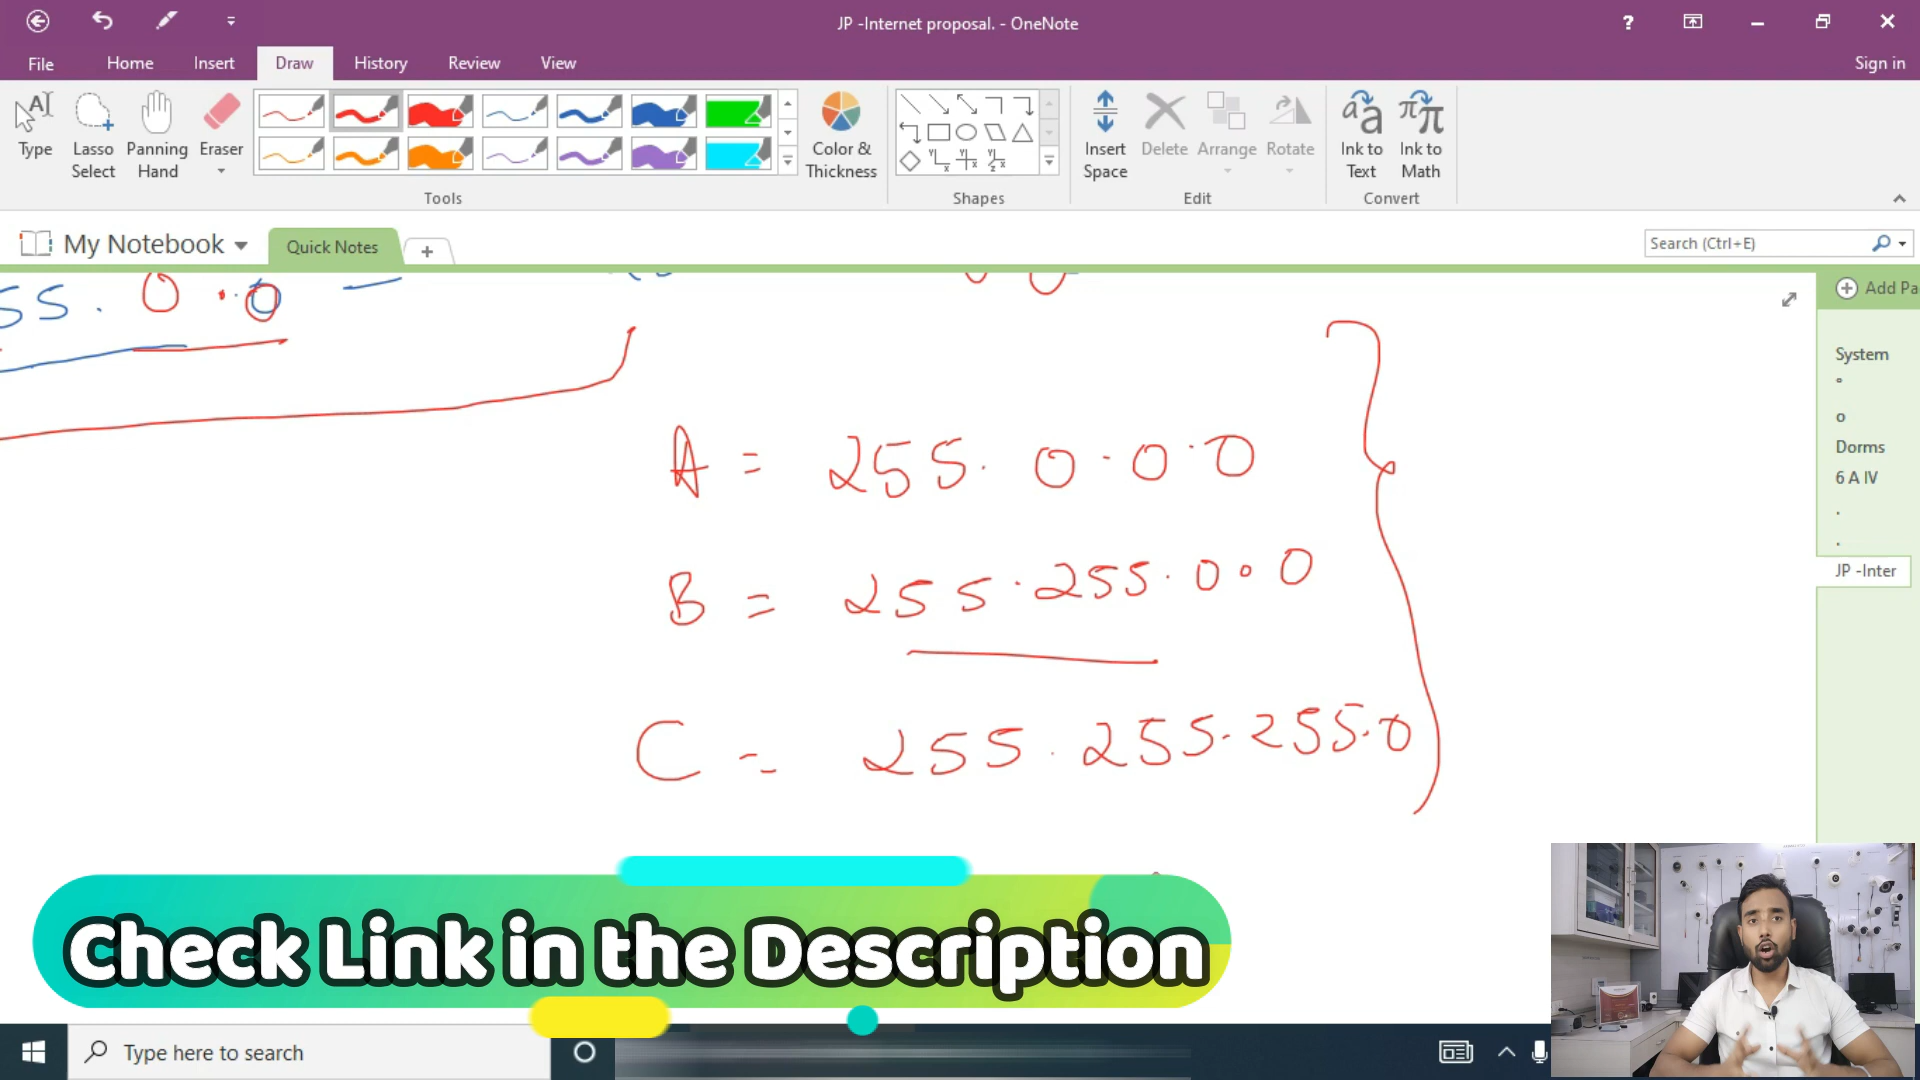 JP -Internet proposal. - OneNote
?
File
Home
Insert
Draw
History
Review
View
Sign in
Type
Lasso Select
Panning Hand
Eraser
Color & Thickness
Insert Space
Delete
Arrange
Rotate
Ink to Text
Ink to Math
Tools
Shapes
Edit
Convert
My Notebook
Quick Notes
Search (Ctrl+E)
Add Pa
System
o
Dorms
6 A IV
.
.
JP -Inter
55.0.0
A = 255.0.0.0
B = 255.255.0.0
C = 255.255.255.0
Check Link in the Description
Type here to search